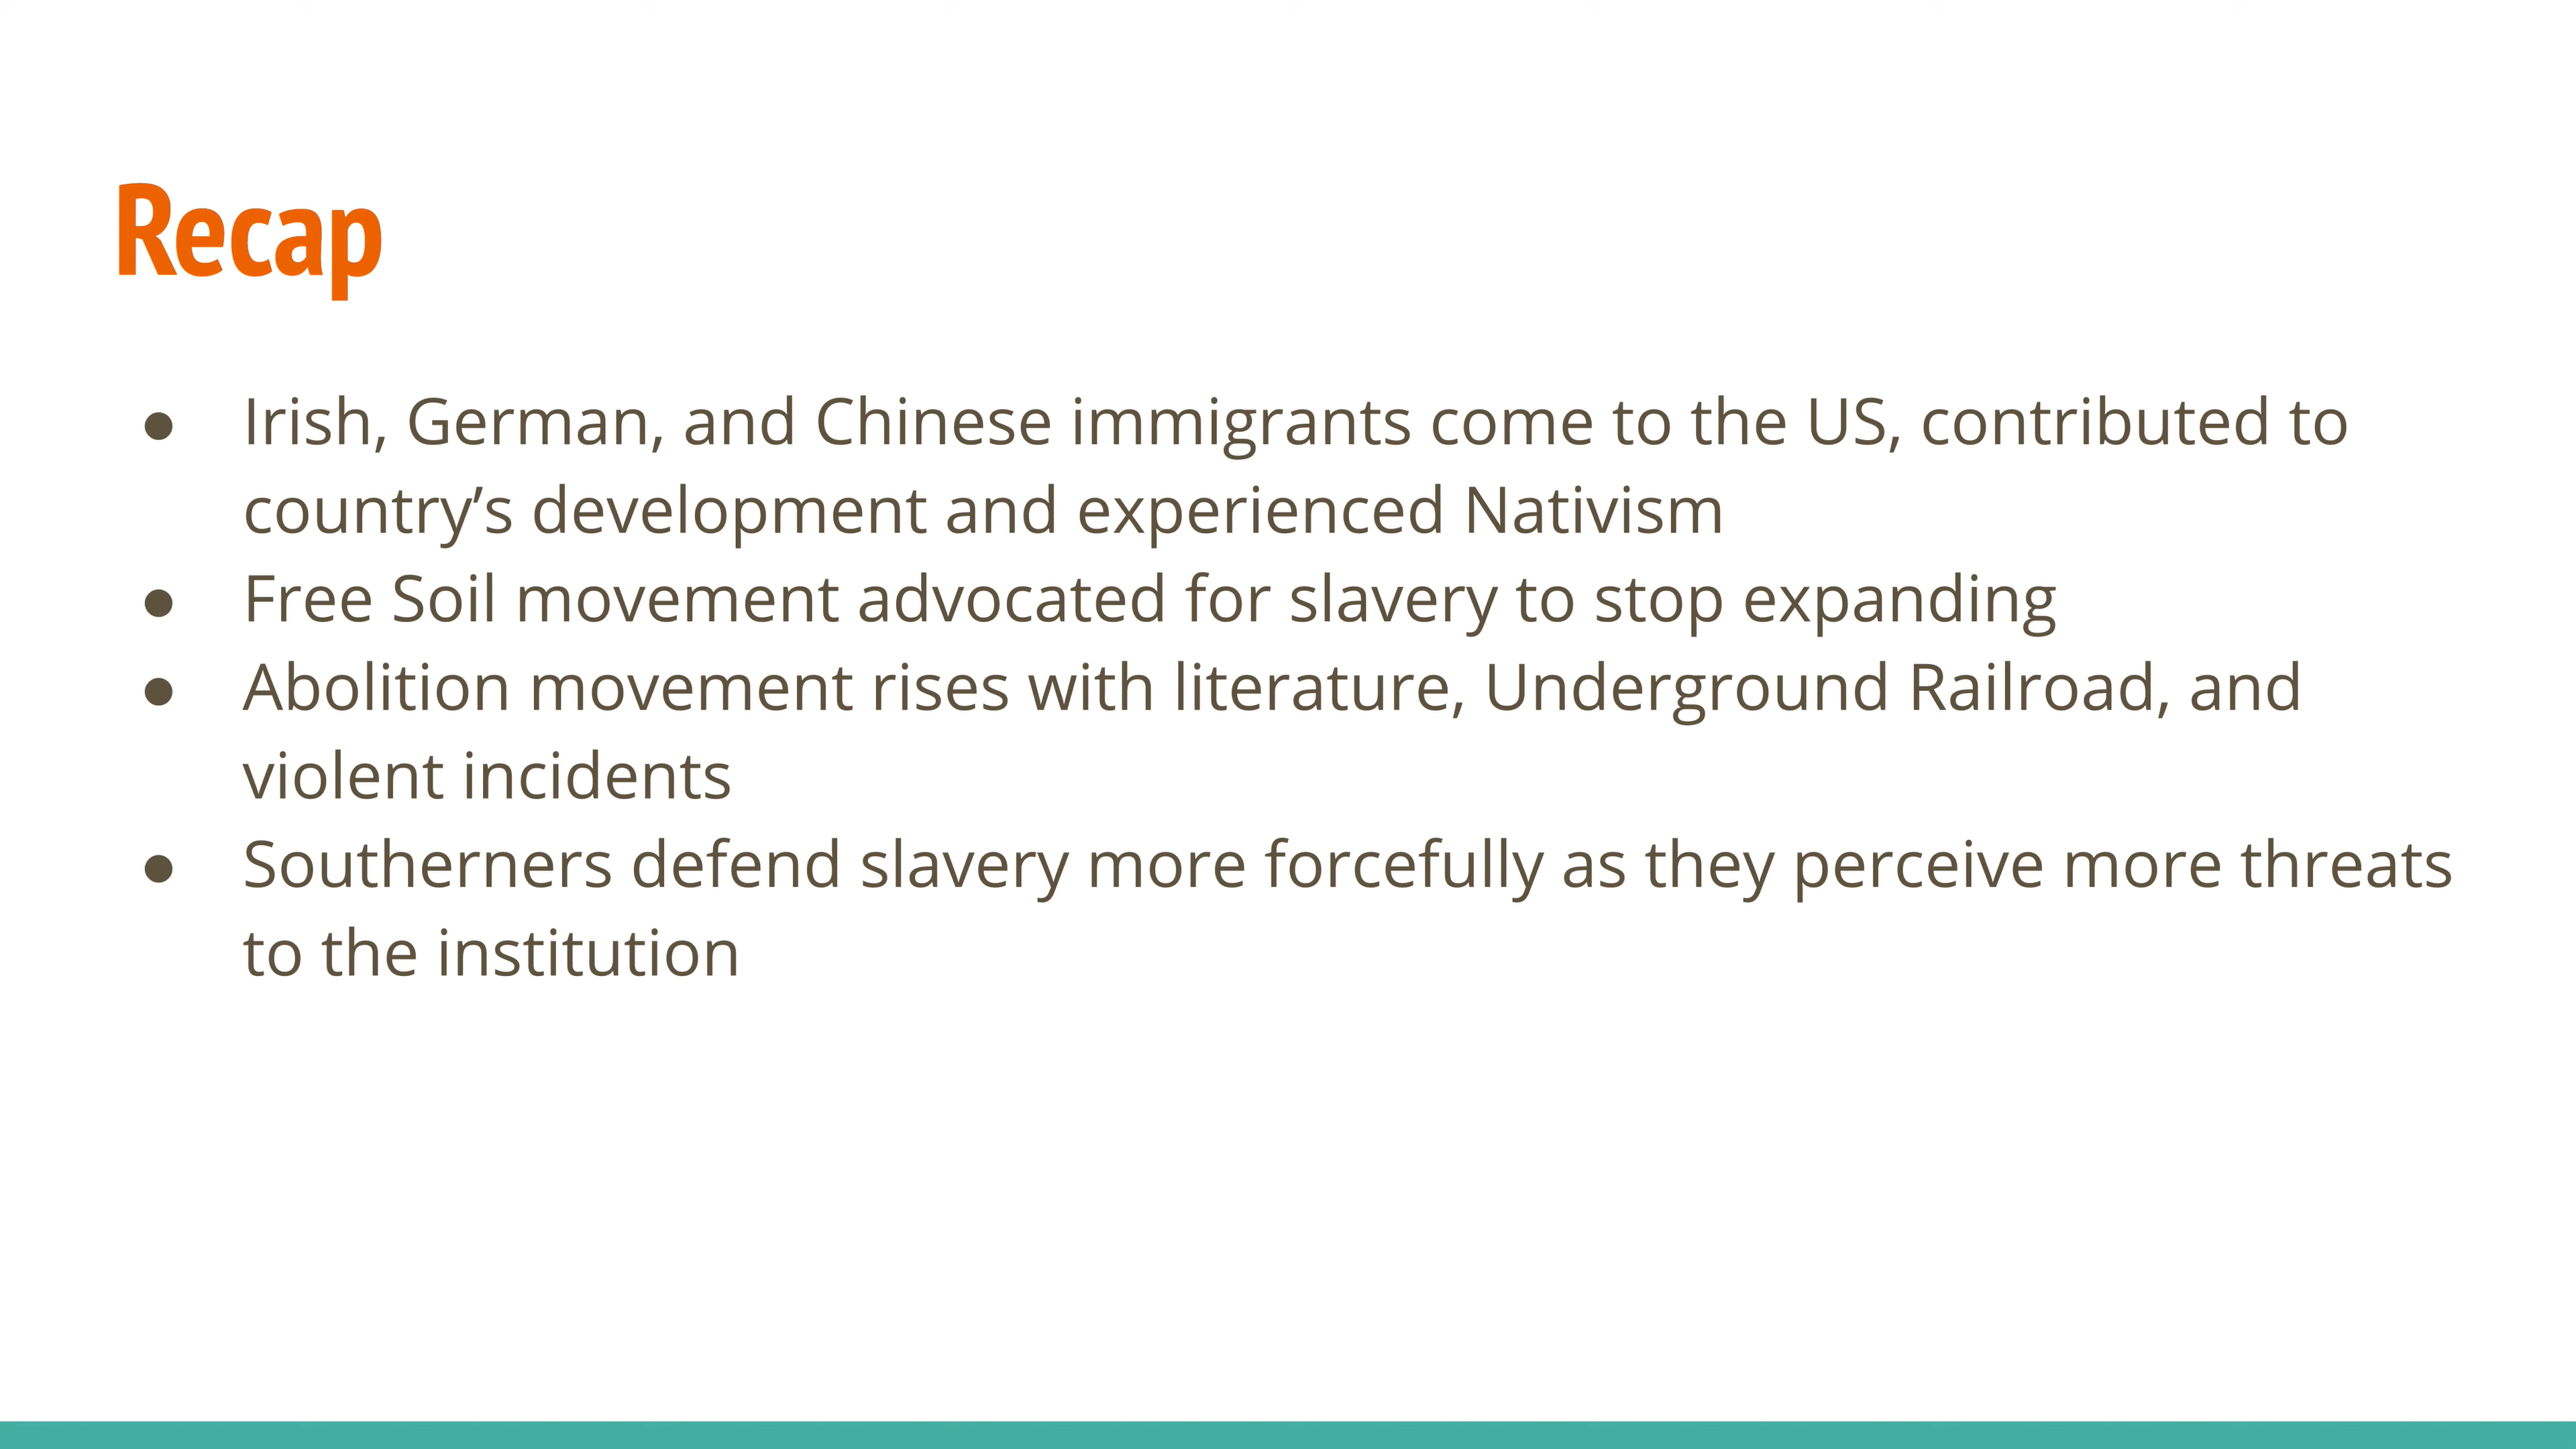 Recap
● Irish, German, and Chinese immigrants come to the US, contributed to
country’s development and experienced Nativism
● Free Soil movement advocated for slavery to stop expanding
● Abolition movement rises with literature, Underground Railroad, and
violent incidents
● Southerners defend slavery more forcefully as they perceive more threats
to the institution